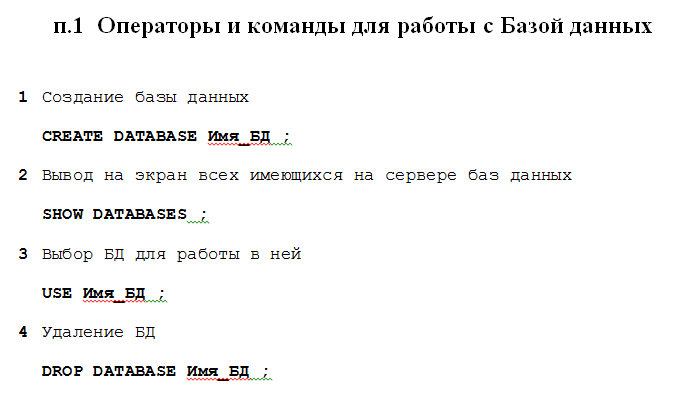 п.1 Операторы и команды для работы с Базой данных
1 Создание базы данных
CREATE DATABASE Имя_БД ;
2 Вывод на экран всех имеющихся на сервере баз данных
SHOW DATABASES ;
3 Выбор БД для работы в ней
USE Имя_БД ;
4 Удаление БД
DROP DATABASE Имя_БД ;